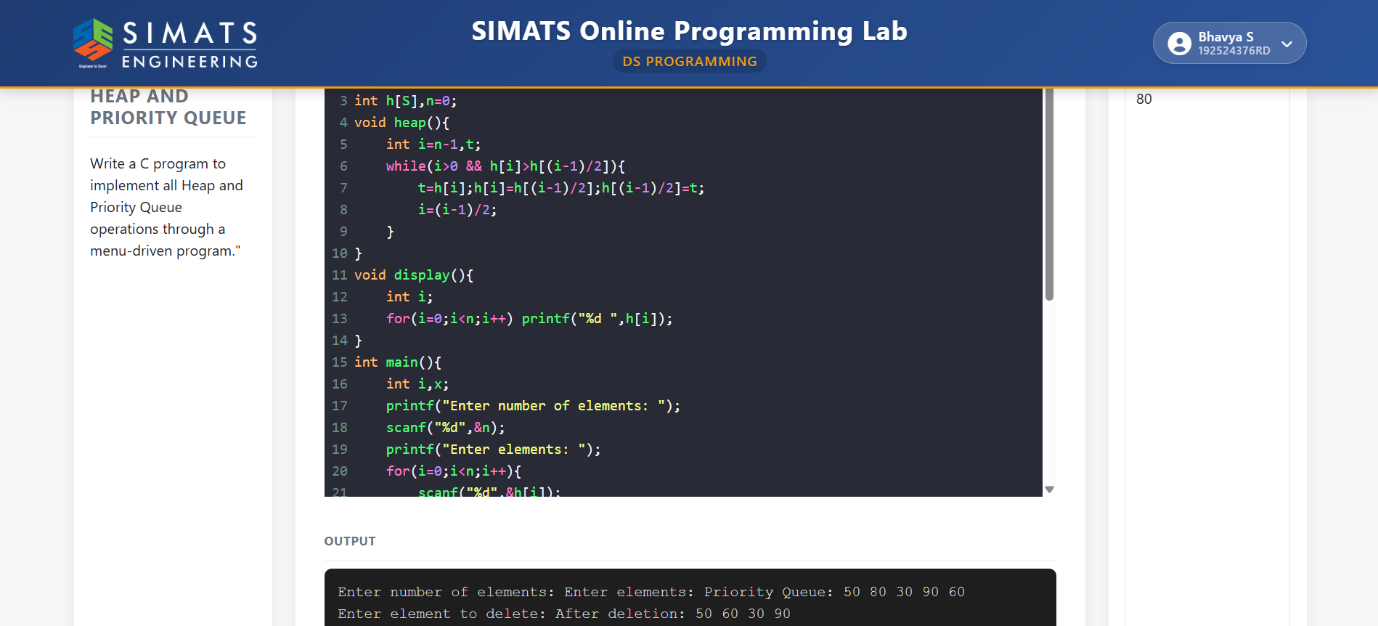 SIMATS
ENGINEERING
Engineer to Excel
SIMATS Online Programming Lab
DS PROGRAMMING
Bhavya S
192524376RD
HEAP AND
PRIORITY QUEUE
Write a C program to
implement all Heap and
Priority Queue
operations through a
menu-driven program."
3 int h[S],n=0;
4 void heap(){
5 int i=n-1,t;
6 while(i>0 && h[i]>h[(i-1)/2]){
7 t=h[i];h[i]=h[(i-1)/2];h[(i-1)/2]=t;
8 i=(i-1)/2;
9 }
10 }
11 void display(){
12 int i;
13 for(i=0;i<n;i++) printf("%d ",h[i]);
14 }
15 int main(){
16 int i,x;
17 printf("Enter number of elements: ");
18 scanf("%d",&n);
19 printf("Enter elements: ");
20 for(i=0;i<n;i++){
21 scanf("%d",&h[i]);
OUTPUT
Enter number of elements: Enter elements: Priority Queue: 50 80 30 90 60
Enter element to delete: After deletion: 50 60 30 90
80